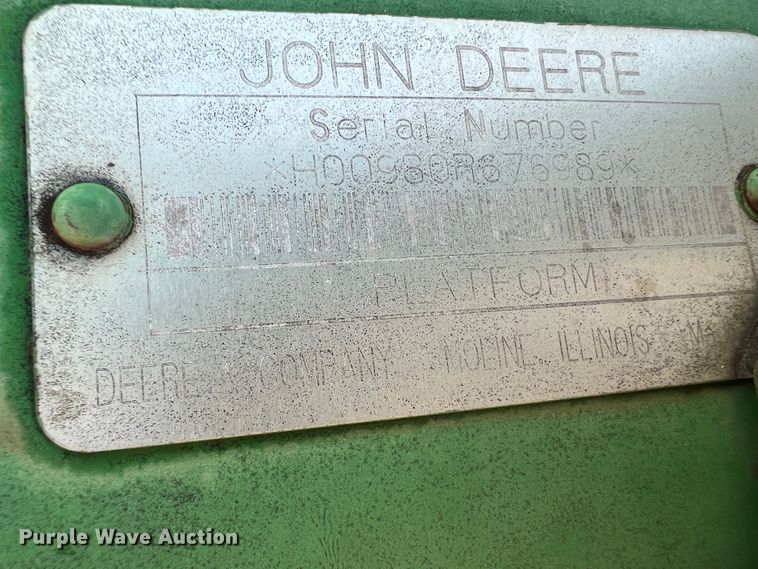 JOHN DEERE
Serial Number
*H00930R676989*
PLATFORM
DEERE & COMPANY MOLINE, ILLINOIS
Purple Wave Auction